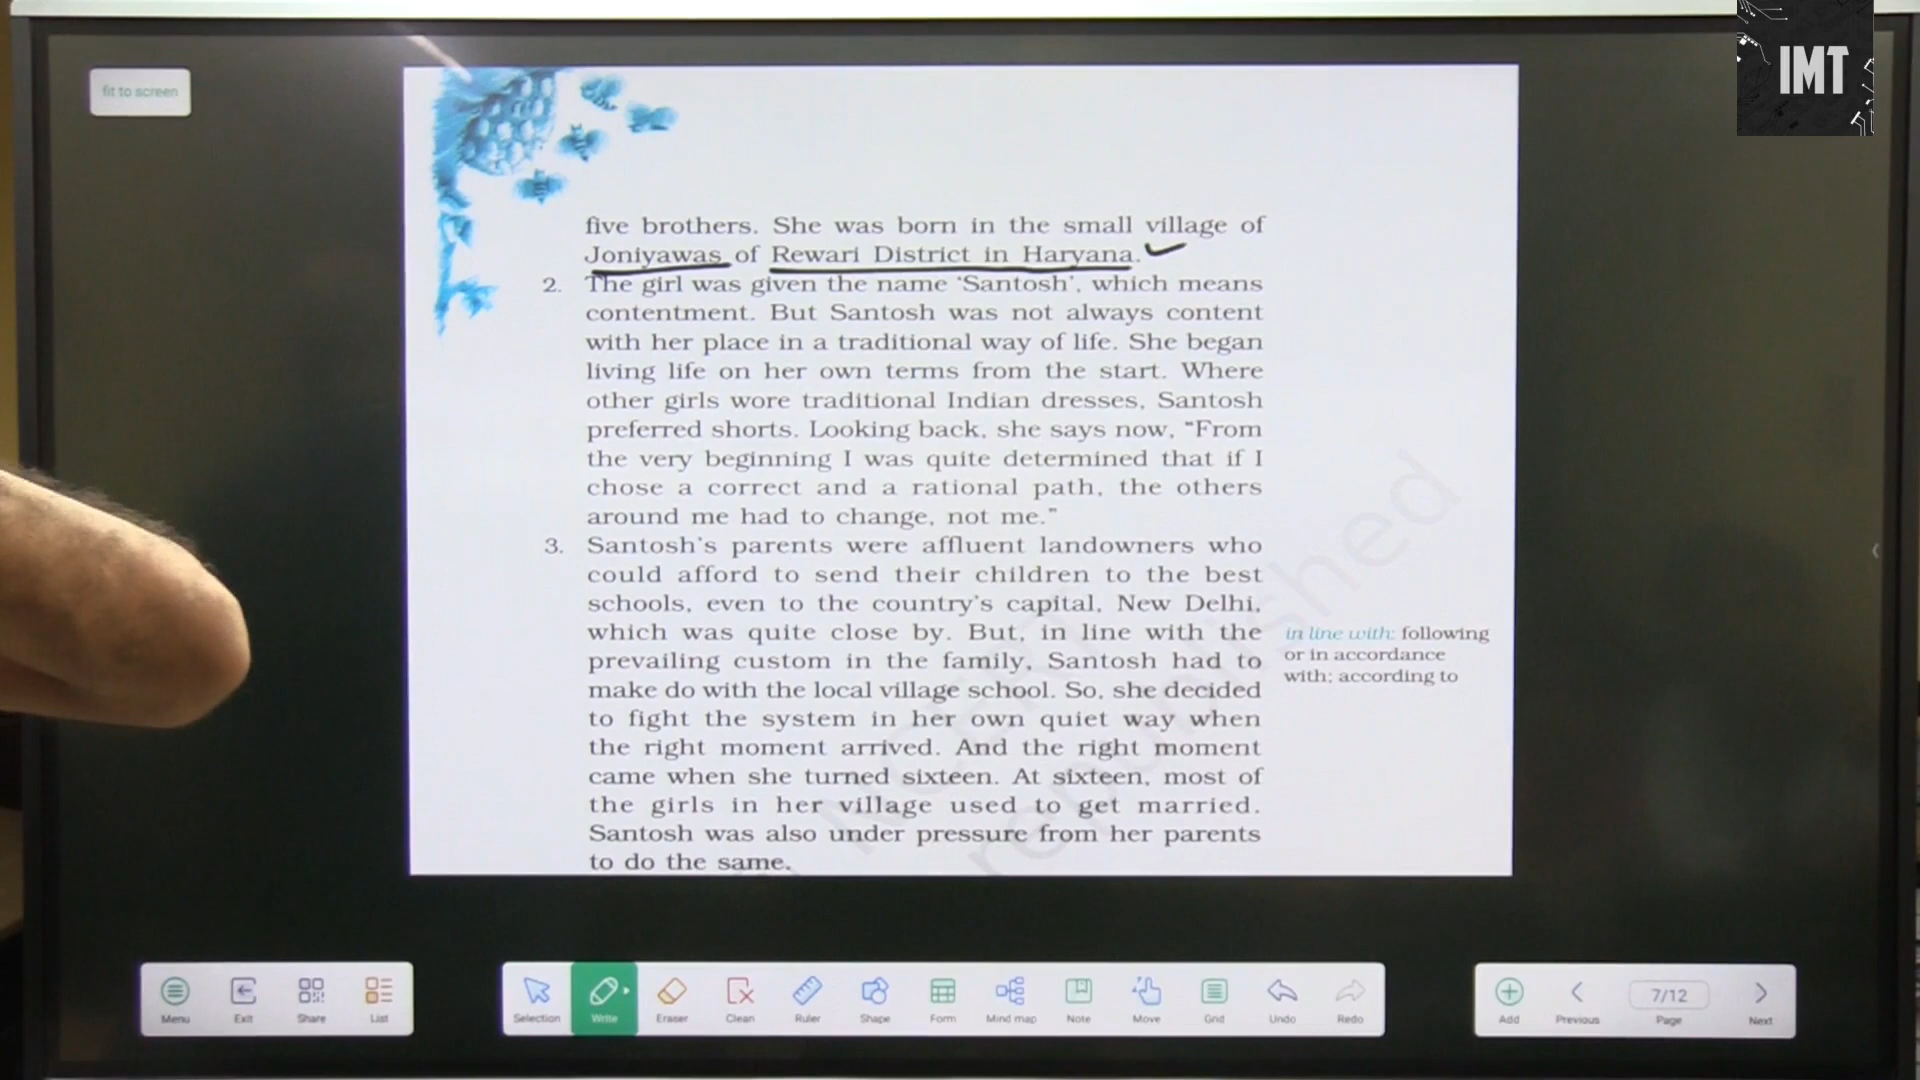 IMT
fit to screen
five brothers. She was born in the small village of
Joniyawas of Rewari District in Haryana.
2. The girl was given the name ‘Santosh’, which means
contentment. But Santosh was not always content
with her place in a traditional way of life. She began
living life on her own terms from the start. Where
other girls wore traditional Indian dresses, Santosh
preferred shorts. Looking back, she says now, “From
the very beginning I was quite determined that if I
chose a correct and a rational path, the others
around me had to change, not me.”
3. Santosh’s parents were affluent landowners who
could afford to send their children to the best
schools, even to the country’s capital, New Delhi,
which was quite close by. But, in line with the
prevailing custom in the family, Santosh had to
make do with the local village school. So, she decided
to fight the system in her own quiet way when
the right moment arrived. And the right moment
came when she turned sixteen. At sixteen, most of
the girls in her village used to get married.
Santosh was also under pressure from her parents
to do the same.
in line with: following
or in accordance
with; according to
republished
Menu Exit Share List
Selection Write Eraser Clean Ruler Shape Form Mind map Note Move Grid Undo Redo
7/12
Add Previous Page Next